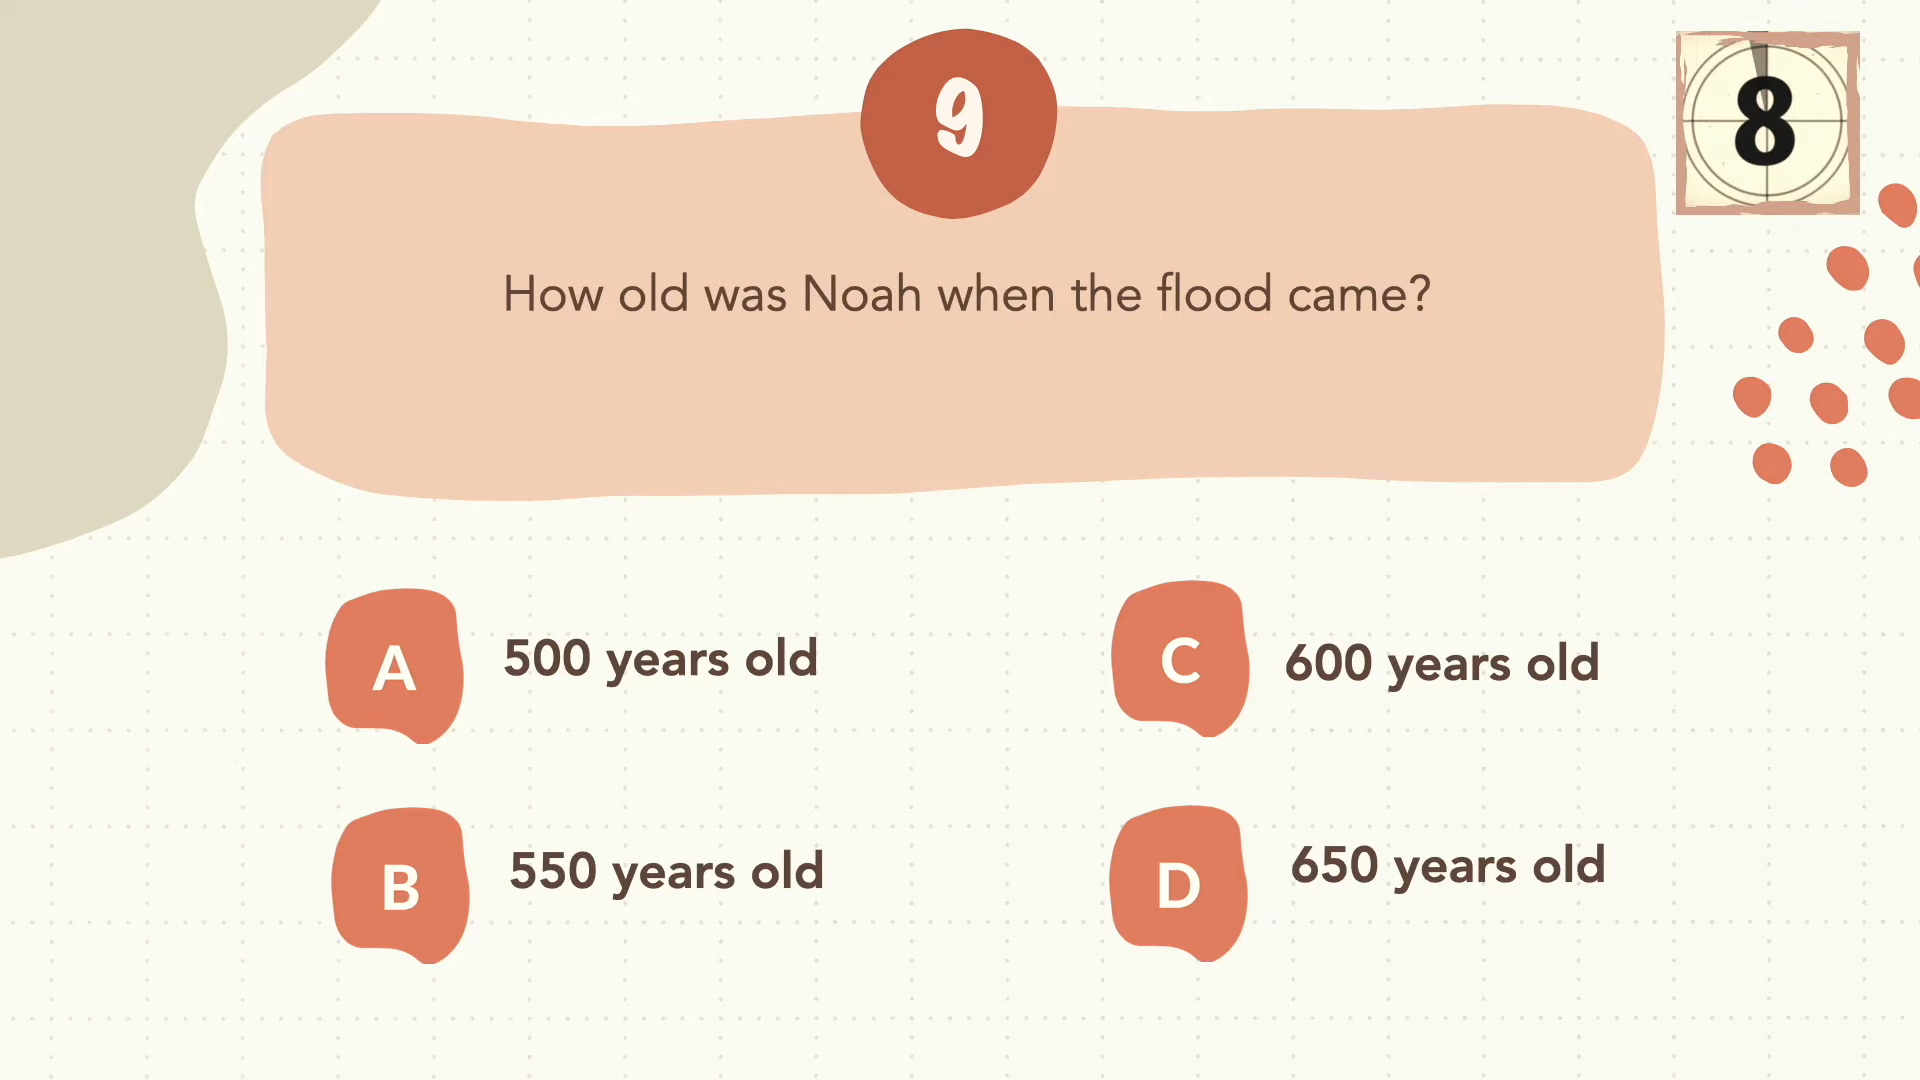 9
8
How old was Noah when the flood came?
A
500 years old
C
600 years old
B
550 years old
D
650 years old